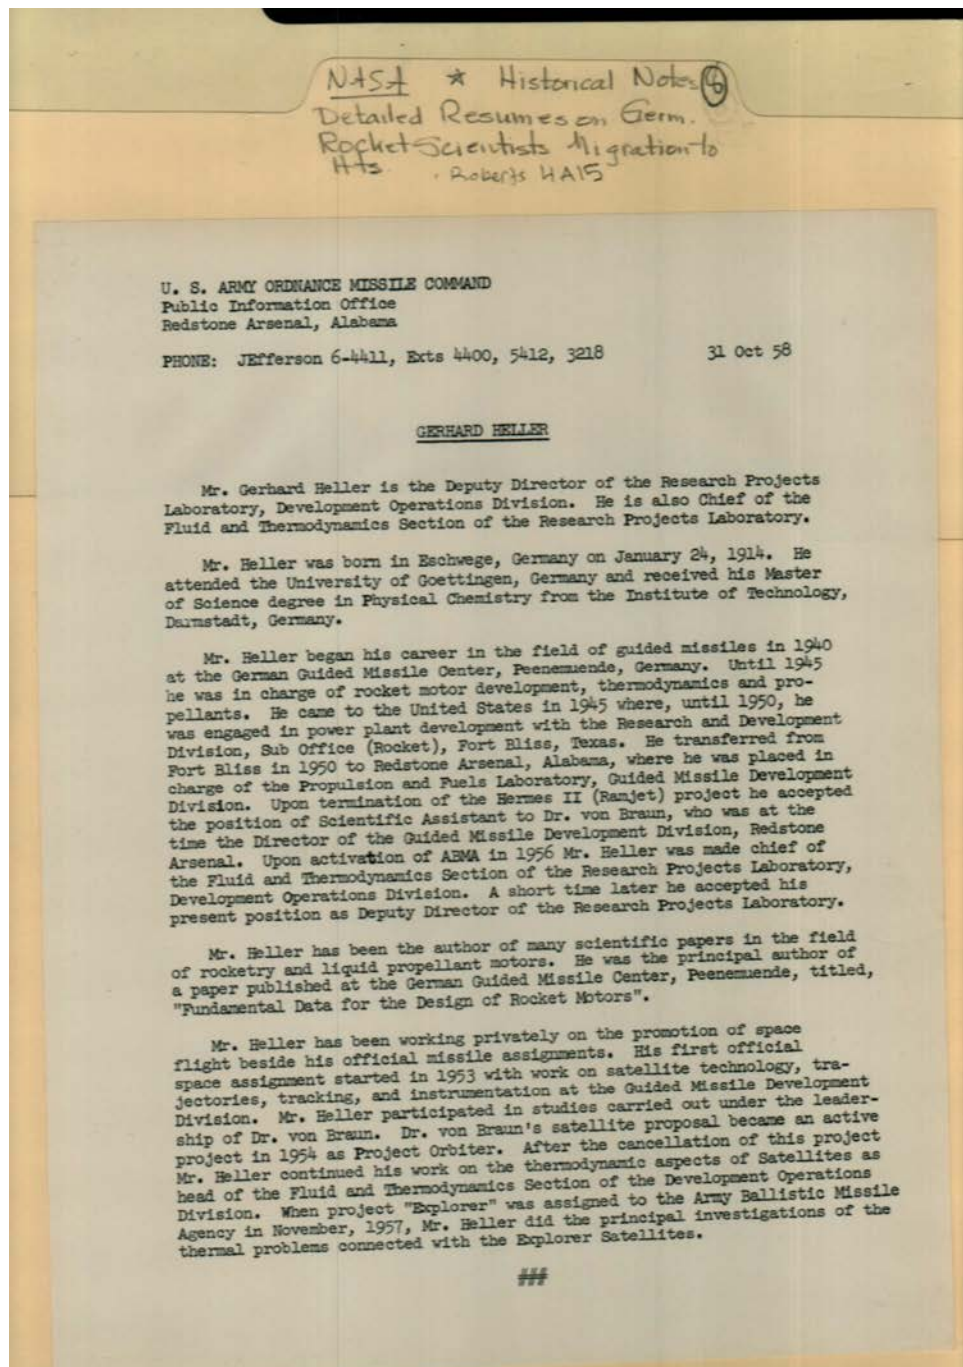 NASA * Historical Notes 8
Detailed Resumes on Germ.
Rocket Scientists Migration to
Hts. . Roberts 4A15
U. S. ARMY ORDNANCE MISSILE COMMAND
Public Information Office
Redstone Arsenal, Alabama
PHONE: JEfferson 6-4411, Exts 4400, 5412, 3218 31 Oct 58
GERHARD HELLER
Mr. Gerhard Heller is the Deputy Director of the Research Projects
Laboratory, Development Operations Division. He is also Chief of the
Fluid and Thermodynamics Section of the Research Projects Laboratory.
Mr. Heller was born in Eschwege, Germany on January 24, 1914. He
attended the University of Goettingen, Germany and received his Master
of Science degree in Physical Chemistry from the Institute of Technology,
Darmstadt, Germany.
Mr. Heller began his career in the field of guided missiles in 1940
at the German Guided Missile Center, Peenemuende, Germany. Until 1945
he was in charge of rocket motor development, thermodynamics and pro-
pellants. He came to the United States in 1945 where, until 1950, he
was engaged in power plant development with the Research and Development
Division, Sub Office (Rocket), Fort Bliss, Texas. He transferred from
Fort Bliss in 1950 to Redstone Arsenal, Alabama, where he was placed in
charge of the Propulsion and Fuels Laboratory, Guided Missile Development
Division. Upon termination of the Hermes II (Ramjet) project he accepted
the position of Scientific Assistant to Dr. von Braun, who was at the
time the Director of the Guided Missile Development Division, Redstone
Arsenal. Upon activation of ABMA in 1956 Mr. Heller was made chief of
the Fluid and Thermodynamics Section of the Research Projects Laboratory,
Development Operations Division. A short time later he accepted his
present position as Deputy Director of the Research Projects Laboratory.
Mr. Heller has been the author of many scientific papers in the field
of rocketry and liquid propellant motors. He was the principal author of
a paper published at the German Guided Missile Center, Peenemuende, titled,
"Fundamental Data for the Design of Rocket Motors".
Mr. Heller has been working privately on the promotion of space
flight beside his official missile assignments. His first official
space assignment started in 1953 with work on satellite technology, tra-
jectories, tracking, and instrumentation at the Guided Missile Development
Division. Mr. Heller participated in studies carried out under the leader-
ship of Dr. von Braun. Dr. von Braun's satellite proposal became an active
project in 1954 as Project Orbiter. After the cancellation of this project
Mr. Heller continued his work on the thermodynamic aspects of Satellites as
head of the Fluid and Thermodynamics Section of the Development Operations
Division. When project "Explorer" was assigned to the Army Ballistic Missile
Agency in November, 1957, Mr. Heller did the principal investigations of the
thermal problems connected with the Explorer Satellites.
###